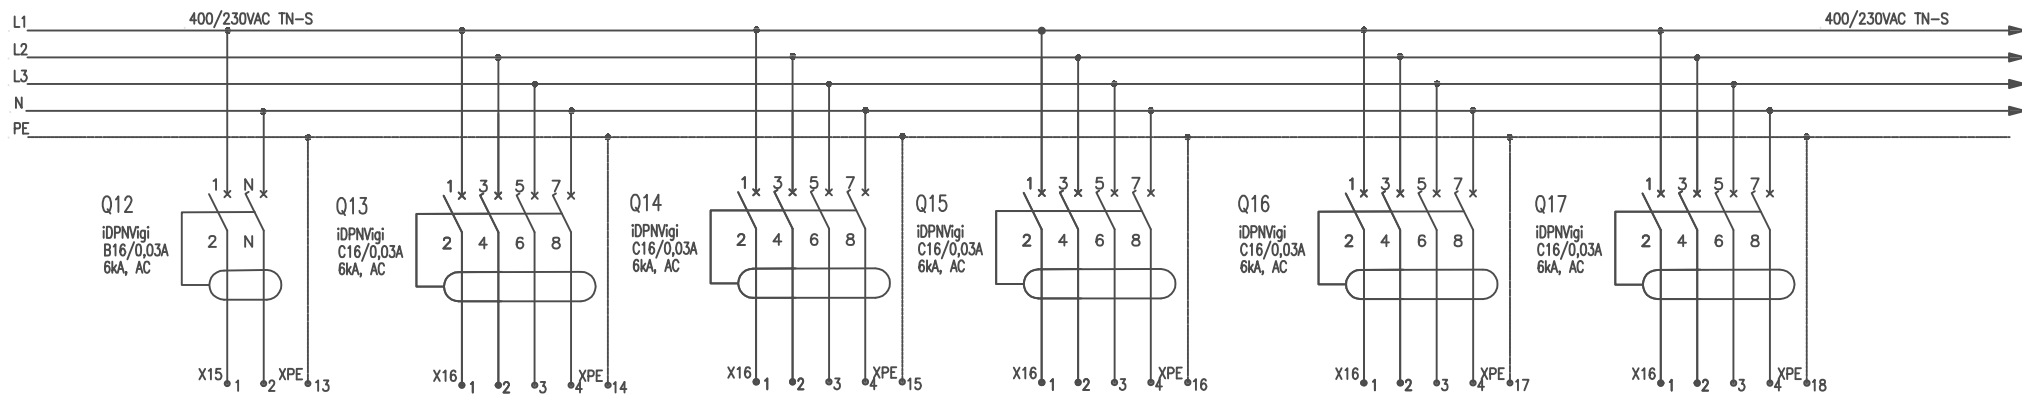 400/230VAC TN-S
400/230VAC TN-S
L1
L2
L3
N
PE
1 N
Q12
iDPNVigi
B16/0,03A
6kA, AC
2 N
X15 1 2 XPE 13
1 3 5 7
Q13
iDPNVigi
C16/0,03A
6kA, AC
2 4 6 8
X16 1 2 3 4 XPE 14
1 3 5 7
Q14
iDPNVigi
C16/0,03A
6kA, AC
2 4 6 8
X16 1 2 3 4 XPE 15
1 3 5 7
Q15
iDPNVigi
C16/0,03A
6kA, AC
2 4 6 8
X16 1 2 3 4 XPE 16
1 3 5 7
Q16
iDPNVigi
C16/0,03A
6kA, AC
2 4 6 8
X16 1 2 3 4 XPE 17
1 3 5 7
Q17
iDPNVigi
C16/0,03A
6kA, AC
2 4 6 8
X16 1 2 3 4 XPE 18